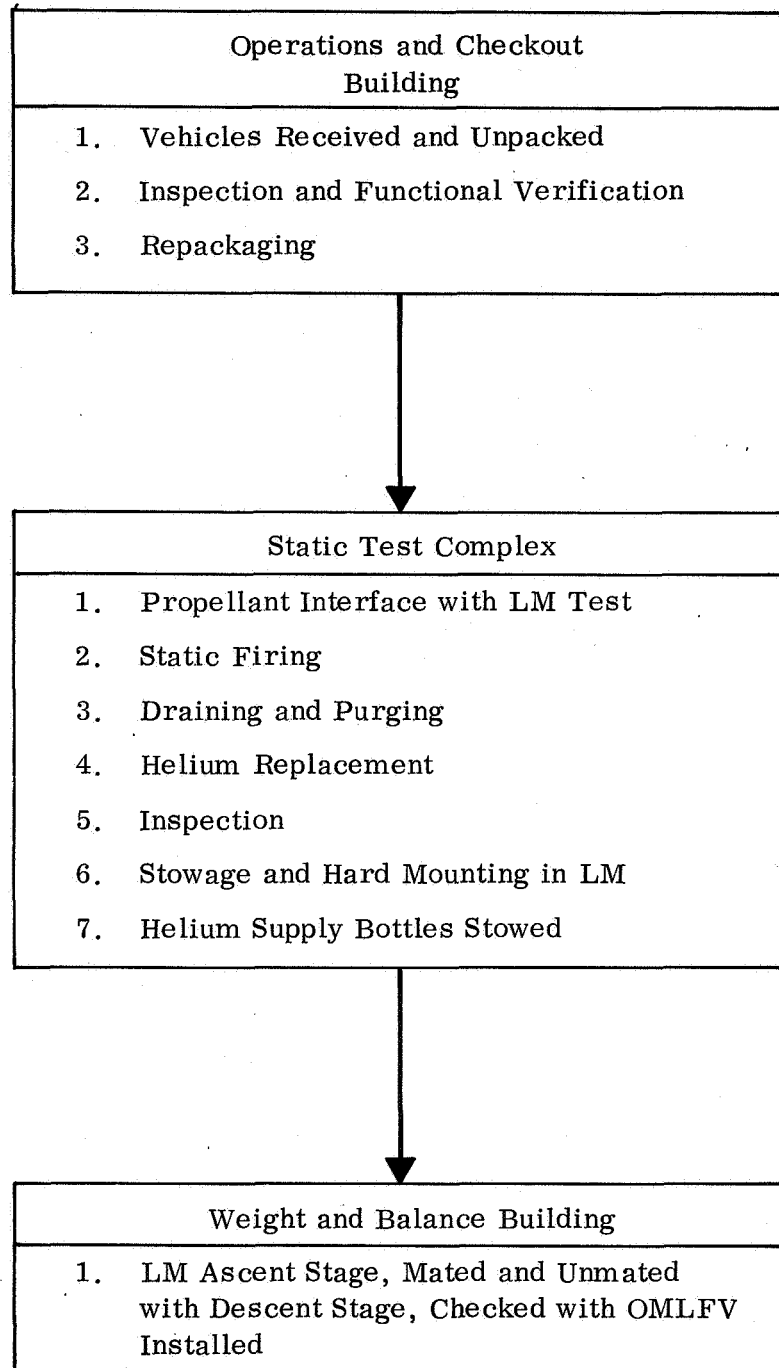 Operations and Checkout
Building
1. Vehicles Received and Unpacked
2. Inspection and Functional Verification
3. Repackaging
Static Test Complex
1. Propellant Interface with LM Test
2. Static Firing
3. Draining and Purging
4. Helium Replacement
5. Inspection
6. Stowage and Hard Mounting in LM
7. Helium Supply Bottles Stowed
Weight and Balance Building
1. LM Ascent Stage, Mated and Unmated
with Descent Stage, Checked with OMLFV
Installed